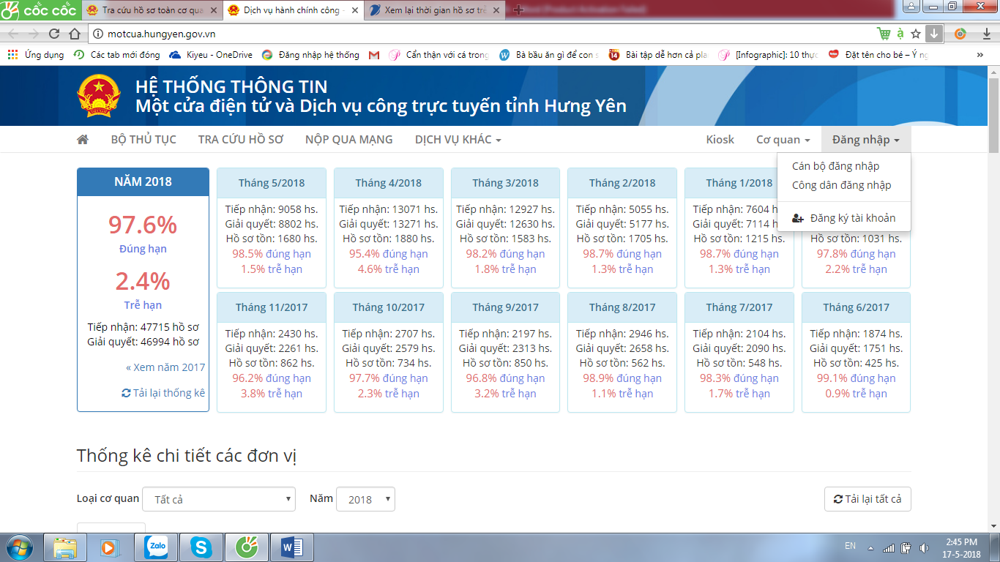 cốc cốc
Tra cứu hồ sơ toàn cơ qua
Dịch vụ hành chính công -
Xem lại thời gian hồ sơ trễ
motcua.hungyen.gov.vn
Ứng dụng
Các tab mới đóng
Kiyeu - OneDrive
Đăng nhập hệ thống
Cẩn thận với cá trong
Bà bầu ăn gì để con s
Bài tập dễ hơn cả pla
[Infographic]: 10 thực
Đặt tên cho bé – Ý ng
»
HỆ THỐNG THÔNG TIN
Một cửa điện tử và Dịch vụ công trực tuyến tỉnh Hưng Yên
BỘ THỦ TỤC
TRA CỨU HỒ SƠ
NỘP QUA MẠNG
DỊCH VỤ KHÁC
Kiosk
Cơ quan
Đăng nhập
Cán bộ đăng nhập
Công dân đăng nhập
Đăng ký tài khoản
NĂM 2018
97.6%
Đúng hạn
2.4%
Trễ hạn
Tiếp nhận: 47715 hồ sơ
Giải quyết: 46994 hồ sơ
« Xem năm 2017
Tải lại thống kê
Tháng 5/2018
Tiếp nhận: 9058 hs.
Giải quyết: 8802 hs.
Hồ sơ tồn: 1680 hs.
98.5% đúng hạn
1.5% trễ hạn
Tháng 4/2018
Tiếp nhận: 13071 hs.
Giải quyết: 13271 hs.
Hồ sơ tồn: 1880 hs.
95.4% đúng hạn
4.6% trễ hạn
Tháng 3/2018
Tiếp nhận: 12927 hs.
Giải quyết: 12630 hs.
Hồ sơ tồn: 1583 hs.
98.2% đúng hạn
1.8% trễ hạn
Tháng 2/2018
Tiếp nhận: 5055 hs.
Giải quyết: 5177 hs.
Hồ sơ tồn: 1705 hs.
98.7% đúng hạn
1.3% trễ hạn
Tháng 1/2018
Tiếp nhận: 7604 h
Giải quyết: 7114 h
Hồ sơ tồn: 1215 hs.
98.7% đúng hạn
1.3% trễ hạn
Hồ sơ tồn: 1031 hs.
97.8% đúng hạn
2.2% trễ hạn
Tháng 11/2017
Tiếp nhận: 2430 hs.
Giải quyết: 2261 hs.
Hồ sơ tồn: 862 hs.
96.2% đúng hạn
3.8% trễ hạn
Tháng 10/2017
Tiếp nhận: 2707 hs.
Giải quyết: 2579 hs.
Hồ sơ tồn: 734 hs.
97.7% đúng hạn
2.3% trễ hạn
Tháng 9/2017
Tiếp nhận: 2197 hs.
Giải quyết: 2313 hs.
Hồ sơ tồn: 850 hs.
96.8% đúng hạn
3.2% trễ hạn
Tháng 8/2017
Tiếp nhận: 2946 hs.
Giải quyết: 2658 hs.
Hồ sơ tồn: 562 hs.
98.9% đúng hạn
1.1% trễ hạn
Tháng 7/2017
Tiếp nhận: 2104 hs.
Giải quyết: 2090 hs.
Hồ sơ tồn: 548 hs.
98.3% đúng hạn
1.7% trễ hạn
Tháng 6/2017
Tiếp nhận: 1874 hs.
Giải quyết: 1751 hs.
Hồ sơ tồn: 425 hs.
99.1% đúng hạn
0.9% trễ hạn
Thống kê chi tiết các đơn vị
Loại cơ quan
Tất cả
Năm
2018
Tải lại tất cả
Zalo
EN
2:45 PM
17-5-2018